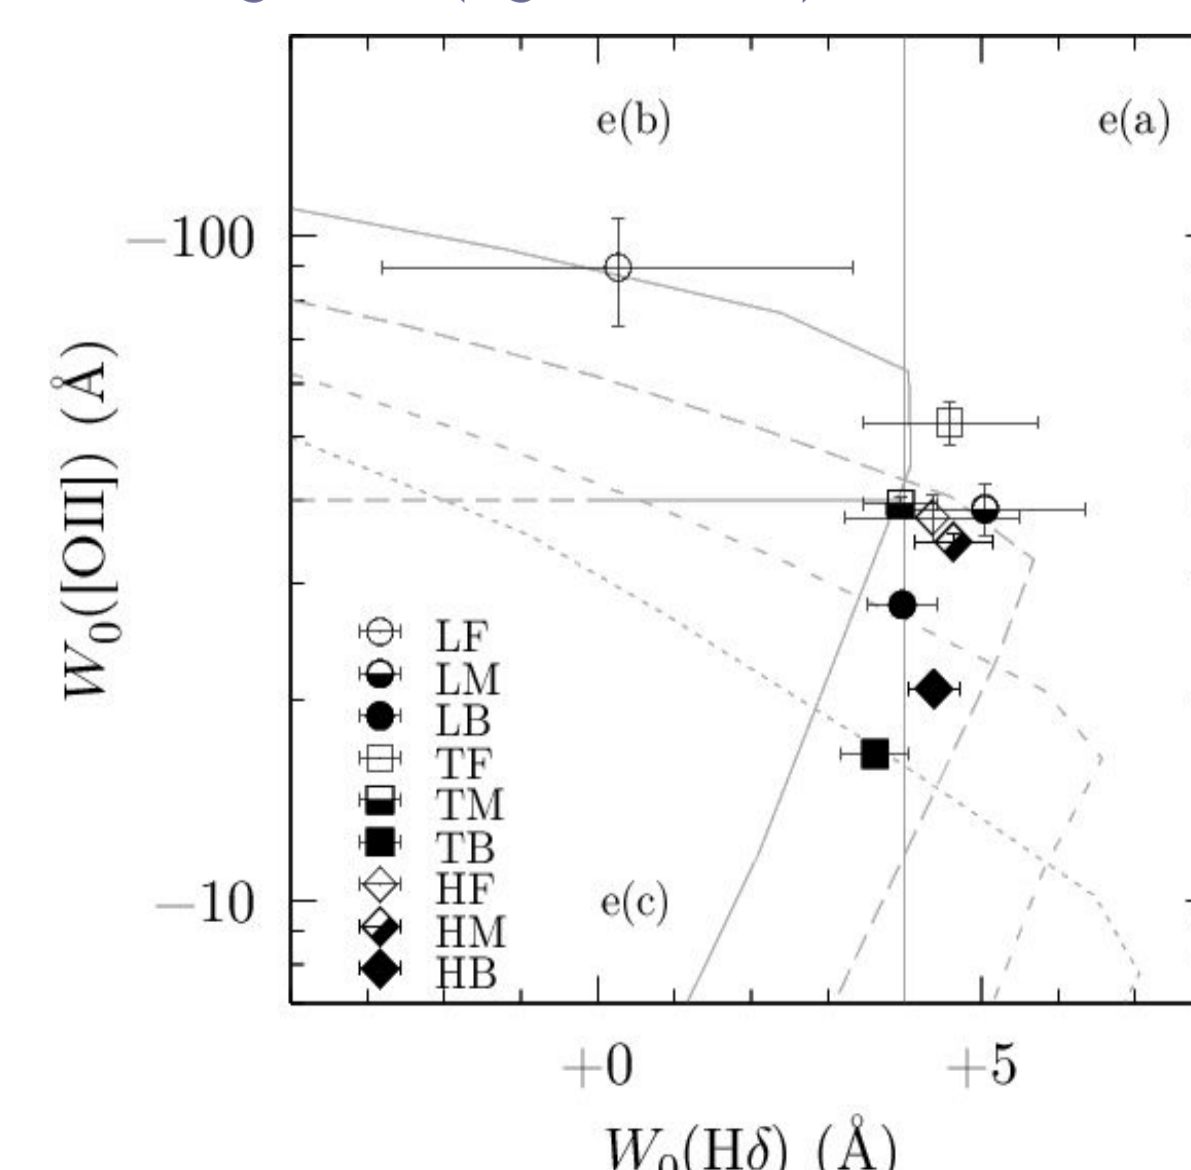 e(b)
e(a)
−100
W₀([OII]) (Å)
LF
LM
LB
TF
TM
TB
HF
HM
HB
−10
e(c)
+0
+5
W₀(Hδ) (Å)